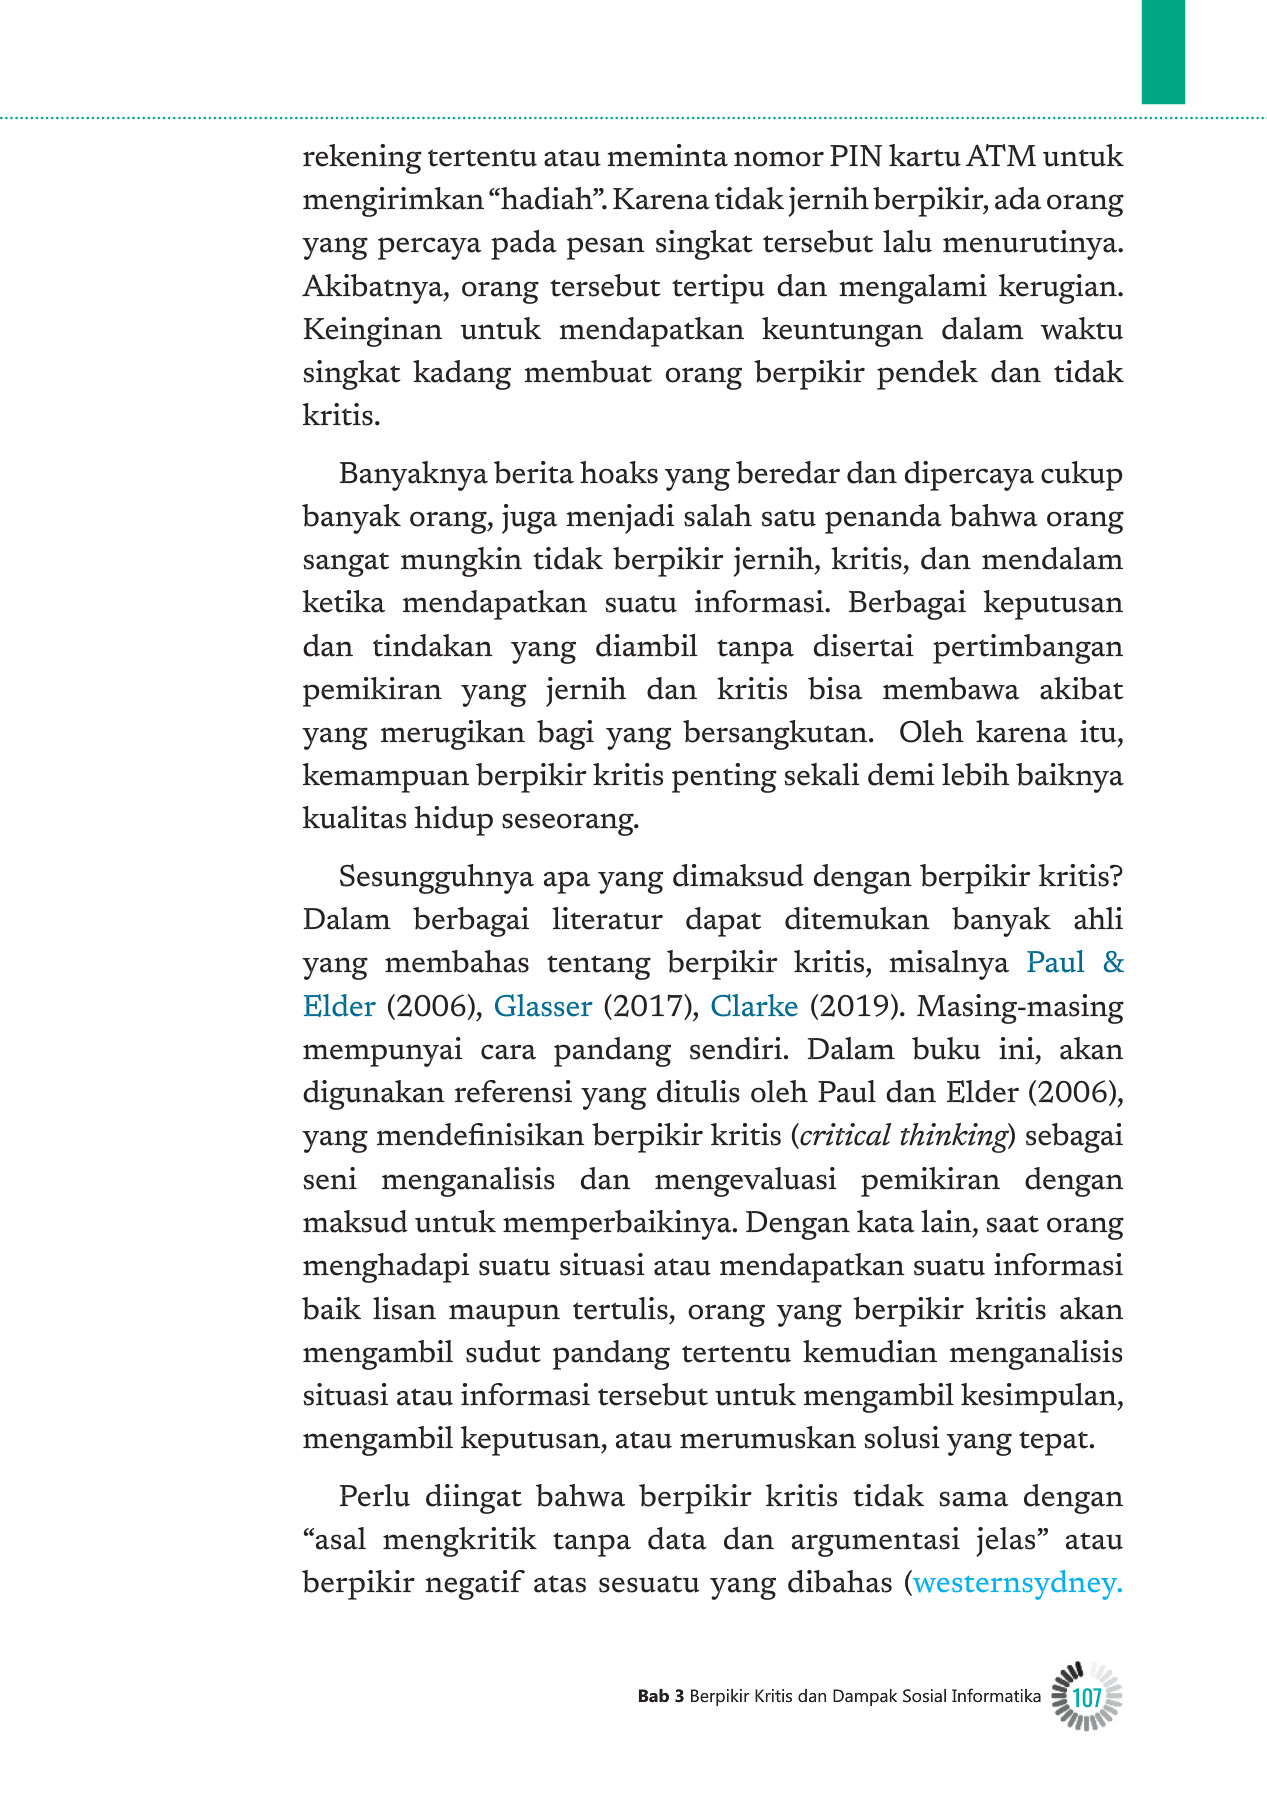 rekening tertentu atau meminta nomor PIN kartu ATM untuk
mengirimkan “hadiah”. Karena tidak jernih berpikir, ada orang
yang percaya pada pesan singkat tersebut lalu menurutinya.
Akibatnya, orang tersebut tertipu dan mengalami kerugian.
Keinginan untuk mendapatkan keuntungan dalam waktu
singkat kadang membuat orang berpikir pendek dan tidak
kritis.
Banyaknya berita hoaks yang beredar dan dipercaya cukup
banyak orang, juga menjadi salah satu penanda bahwa orang
sangat mungkin tidak berpikir jernih, kritis, dan mendalam
ketika mendapatkan suatu informasi. Berbagai keputusan
dan tindakan yang diambil tanpa disertai pertimbangan
pemikiran yang jernih dan kritis bisa membawa akibat
yang merugikan bagi yang bersangkutan. Oleh karena itu,
kemampuan berpikir kritis penting sekali demi lebih baiknya
kualitas hidup seseorang.
Sesungguhnya apa yang dimaksud dengan berpikir kritis?
Dalam berbagai literatur dapat ditemukan banyak ahli
yang membahas tentang berpikir kritis, misalnya Paul &
Elder (2006), Glasser (2017), Clarke (2019). Masing-masing
mempunyai cara pandang sendiri. Dalam buku ini, akan
digunakan referensi yang ditulis oleh Paul dan Elder (2006),
yang mendefinisikan berpikir kritis (critical thinking) sebagai
seni menganalisis dan mengevaluasi pemikiran dengan
maksud untuk memperbaikinya. Dengan kata lain, saat orang
menghadapi suatu situasi atau mendapatkan suatu informasi
baik lisan maupun tertulis, orang yang berpikir kritis akan
mengambil sudut pandang tertentu kemudian menganalisis
situasi atau informasi tersebut untuk mengambil kesimpulan,
mengambil keputusan, atau merumuskan solusi yang tepat.
Perlu diingat bahwa berpikir kritis tidak sama dengan
“asal mengkritik tanpa data dan argumentasi jelas” atau
berpikir negatif atas sesuatu yang dibahas (westernsydney.
Bab 3 Berpikir Kritis dan Dampak Sosial Informatika 107